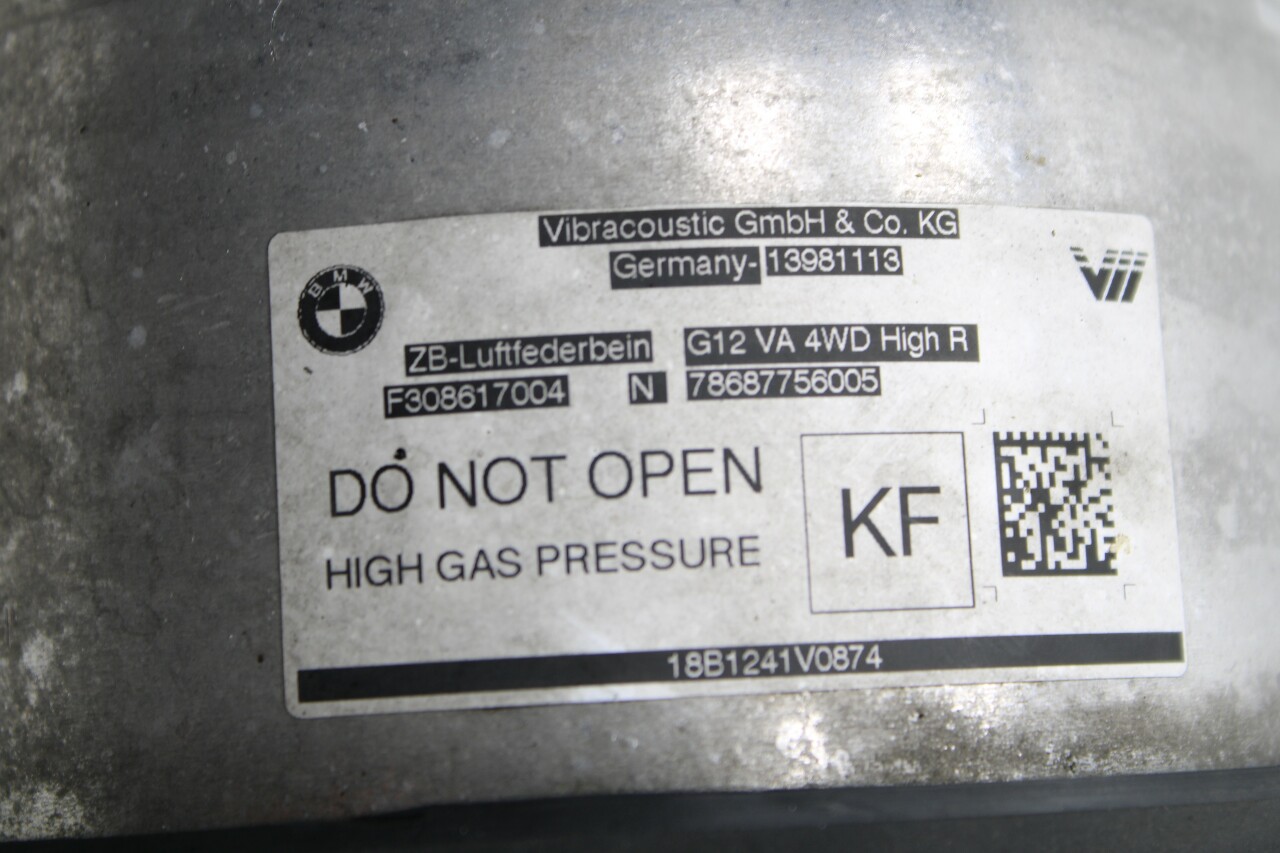 Vibracoustic GmbH & Co. KG
Germany- 13981113
BMW
ZB-Luftfederbein G12 VA 4WD High R
F308617004 N 78687756005
DO NOT OPEN
HIGH GAS PRESSURE
KF
18B1241V0874